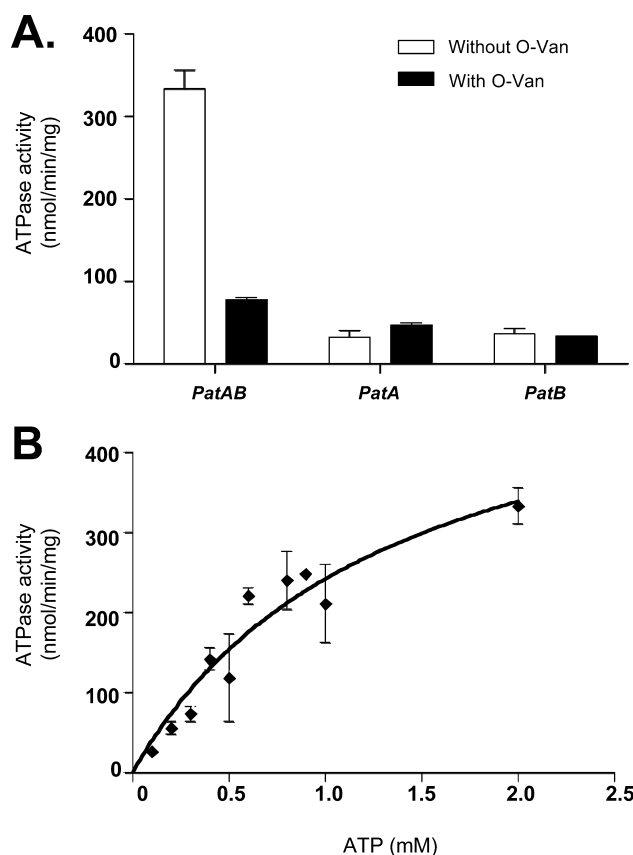 A.
400
300
200
100
0
ATPase activity
(nmol/min/mg)
Without O-Van
With O-Van
PatAB
PatA
PatB
B
400
300
200
100
0
ATPase activity
(nmol/min/mg)
0
0.5
1.0
1.5
2.0
2.5
ATP (mM)